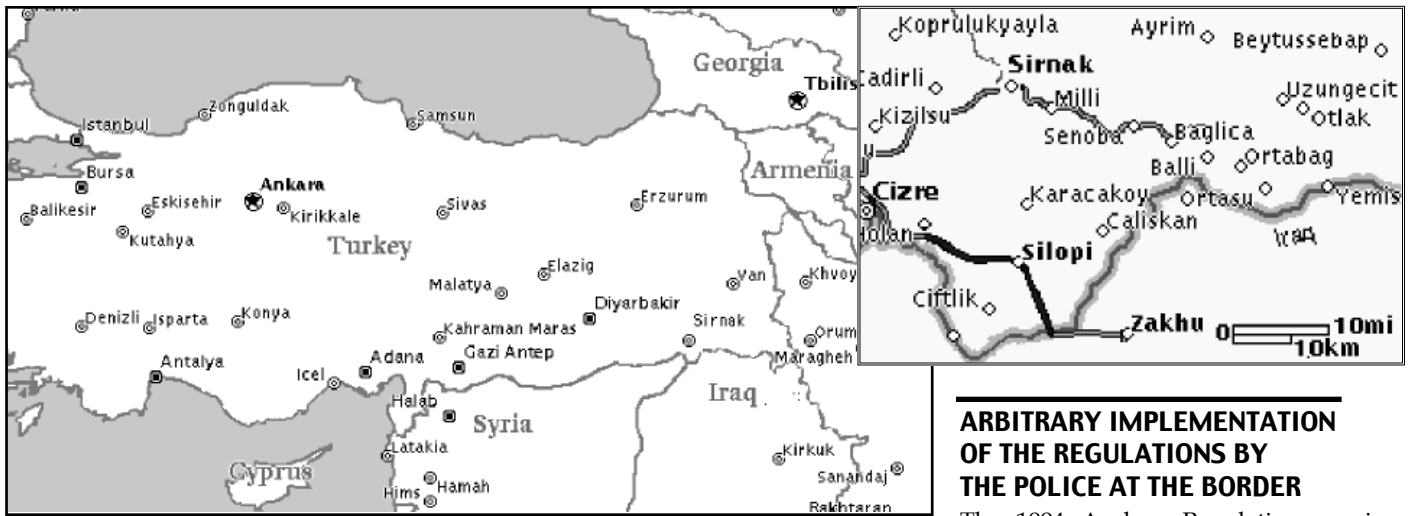 Georgia
Tbilis
Zonguldak
Samsun
Istanbul
Armenia
Bursa
Ankara
Balikesir
Eskisehir
Kirikkale
Sivas
Erzurum
Kutahya
Turkey
Elazig
Van
Khvoy
Malatya
Diyarbakir
Denizli
Isparta
Konya
Kahraman Maras
Sirnak
Orum
Maragheh
Antalya
Adana
Gazi Antep
Icel
Halab
Iraq
Syria
Latakia
Kirkuk
Cyprus
Hamah
Sanandaj
Hims
Bakhtaran
Koprulukyayla
Ayrim
Beytussebap
Sirnak
Cadirli
Milli
Uzungecit
Kizilsu
Otlak
Senoba
Baglica
Balli
Ortabag
Cizre
Karacakoy
Ortasu
Yemis
Holan
Caliskan
Iraq
Silopi
Ciftlik
Zakhu
0 10mi
10km
ARBITRARY IMPLEMENTATION
OF THE REGULATIONS BY
THE POLICE AT THE BORDER